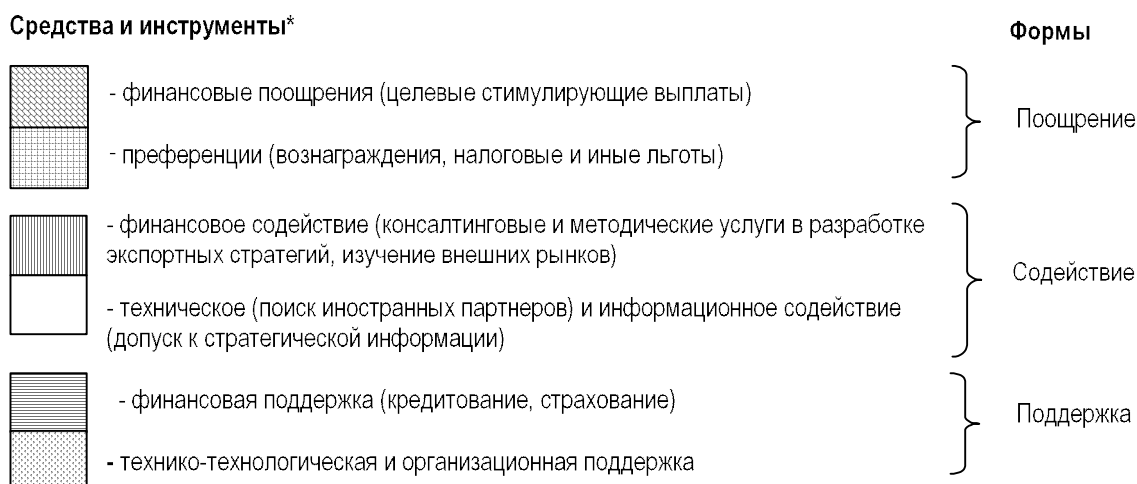 Средства и инструменты*
Формы
- финансовые поощрения (целевые стимулирующие выплаты)
- преференции (вознаграждения, налоговые и иные льготы)
Поощрение
- финансовое содействие (консалтинговые и методические услуги в разработке
экспортных стратегий, изучение внешних рынков)
- техническое (поиск иностранных партнеров) и информационное содействие
(допуск к стратегической информации)
Содействие
- финансовая поддержка (кредитование, страхование)
- технико-технологическая и организационная поддержка
Поддержка